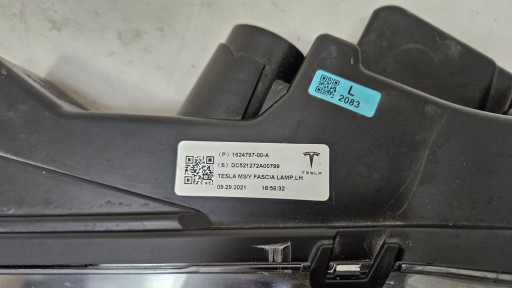 L
2083
(P) 1624797-00-A
(S) DC521272A00799
TESLA M3/Y FASCIA LAMP,LH
09.29.2021 18:56:32
TESLA